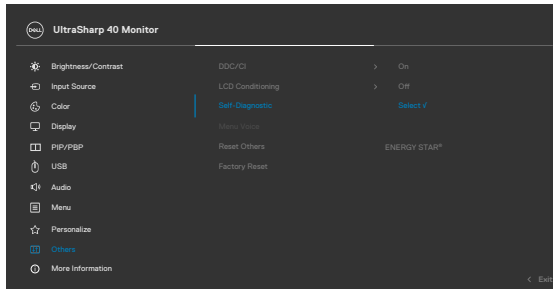 DELL UltraSharp 40 Monitor
Brightness/Contrast DDC/CI > On
Input Source LCD Conditioning > Off
Color Self-Diagnostic Select √
Display Menu Voice
PIP/PBP Reset Others ENERGY STAR®
USB Factory Reset
Audio
Menu
Personalize
Others
More Information
< Exit